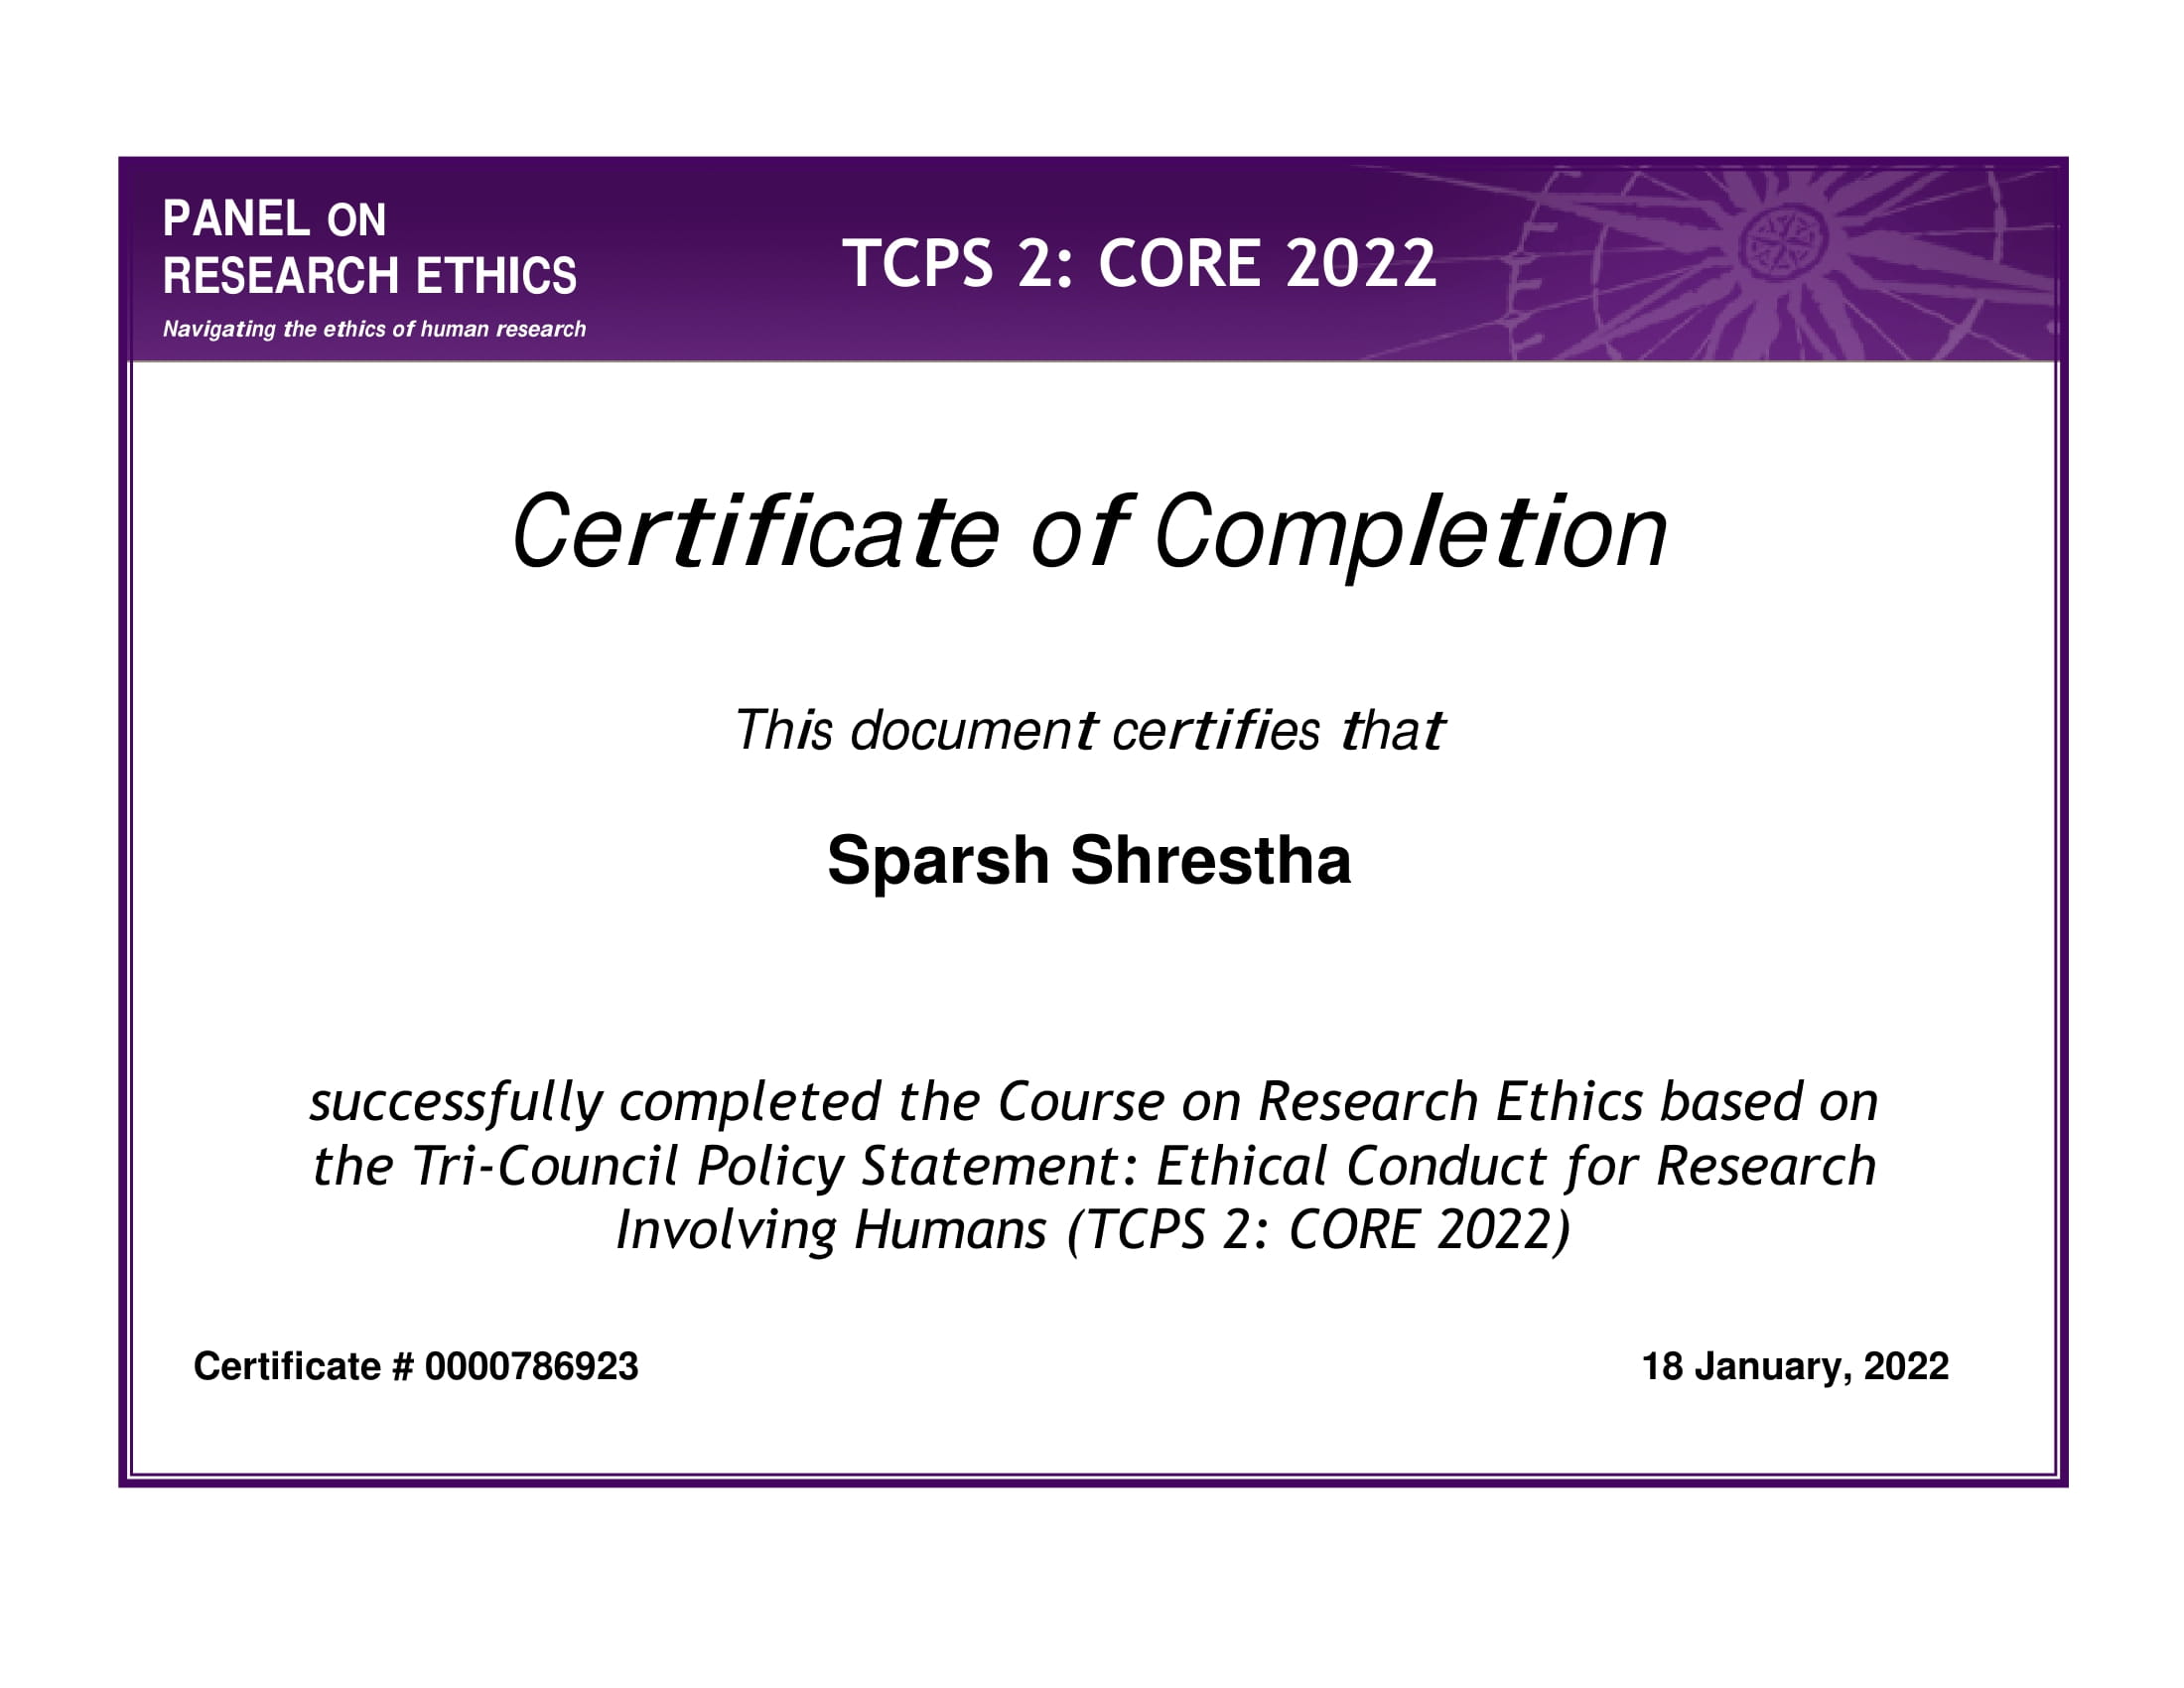 PANEL ON
RESEARCH ETHICS
Navigating the ethics of human research
TCPS 2: CORE 2022
Certificate of Completion
This document certifies that
Sparsh Shrestha
successfully completed the Course on Research Ethics based on
the Tri-Council Policy Statement: Ethical Conduct for Research
Involving Humans (TCPS 2: CORE 2022)
Certificate # 0000786923
18 January, 2022